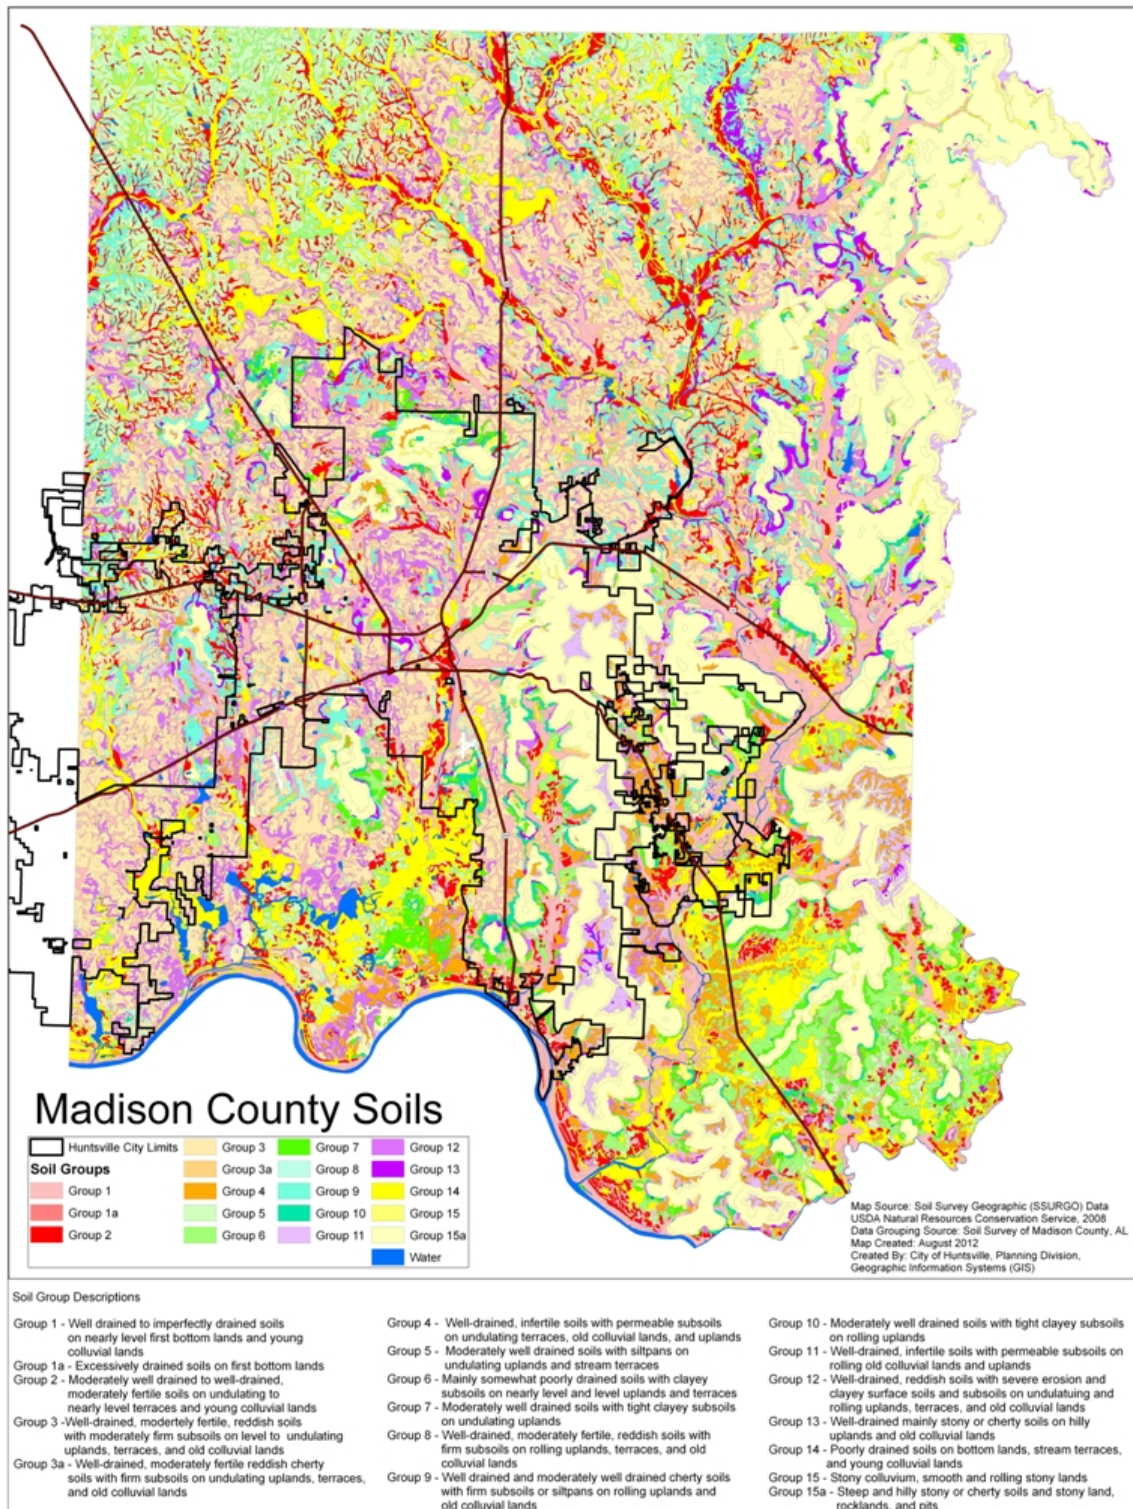 Madison County Soils
Huntsville City Limits
Soil Groups
Group 1
Group 1a
Group 2
Group 3
Group 3a
Group 4
Group 5
Group 6
Group 7
Group 8
Group 9
Group 10
Group 11
Group 12
Group 13
Group 14
Group 15
Group 15a
Water
Map Source: Soil Survey Geographic (SSURGO) Data
USDA Natural Resources Conservation Service, 2008
Data Grouping Source: Soil Survey of Madison County, AL
Map Created: August 2012
Created By: City of Huntsville, Planning Division,
Geographic Information Systems (GIS)
Soil Group Descriptions
Group 1 - Well drained to imperfectly drained soils
on nearly level first bottom lands and young
colluvial lands
Group 1a - Excessively drained soils on first bottom lands
Group 2 - Moderately well drained to well-drained,
moderately fertile soils on undulating to
nearly level terraces and young colluvial lands
Group 3 -Well-drained, modertely fertile, reddish soils
with moderately firm subsoils on level to undulating
uplands, terraces, and old colluvial lands
Group 3a - Well-drained, moderately fertile reddish cherty
soils with firm subsoils on undulating uplands, terraces,
and old colluvial lands
Group 4 - Well-drained, infertile soils with permeable subsoils
on undulating terraces, old colluvial lands, and uplands
Group 5 - Moderately well drained soils with siltpans on
undulating uplands and stream terraces
Group 6 - Mainly somewhat poorly drained soils with clayey
subsoils on nearly level and level uplands and terraces
Group 7 - Moderately well drained soils with tight clayey subsoils
on undulating uplands
Group 8 - Well-drained, moderately fertile, reddish soils with
firm subsoils on rolling uplands, terraces, and old
colluvial lands
Group 9 - Well drained and moderately well drained cherty soils
with firm subsoils or siltpans on rolling uplands and
old colluvial lands
Group 10 - Moderately well drained soils with tight clayey subsoils
on rolling uplands
Group 11 - Well-drained, infertile soils with permeable subsoils on
rolling old colluvial lands and uplands
Group 12 - Well-drained, reddish soils with severe erosion and
clayey surface soils and subsoils on undulatuing and
rolling uplands, terraces, and old colluvial lands
Group 13 - Well-drained mainly stony or cherty soils on hilly
uplands and old colluvial lands
Group 14 - Poorly drained soils on bottom lands, stream terraces,
and young colluvial lands
Group 15 - Stony colluvium, smooth and rolling stony lands
Group 15a - Steep and hilly stony or cherty soils and stony land,
rocklands, and pits